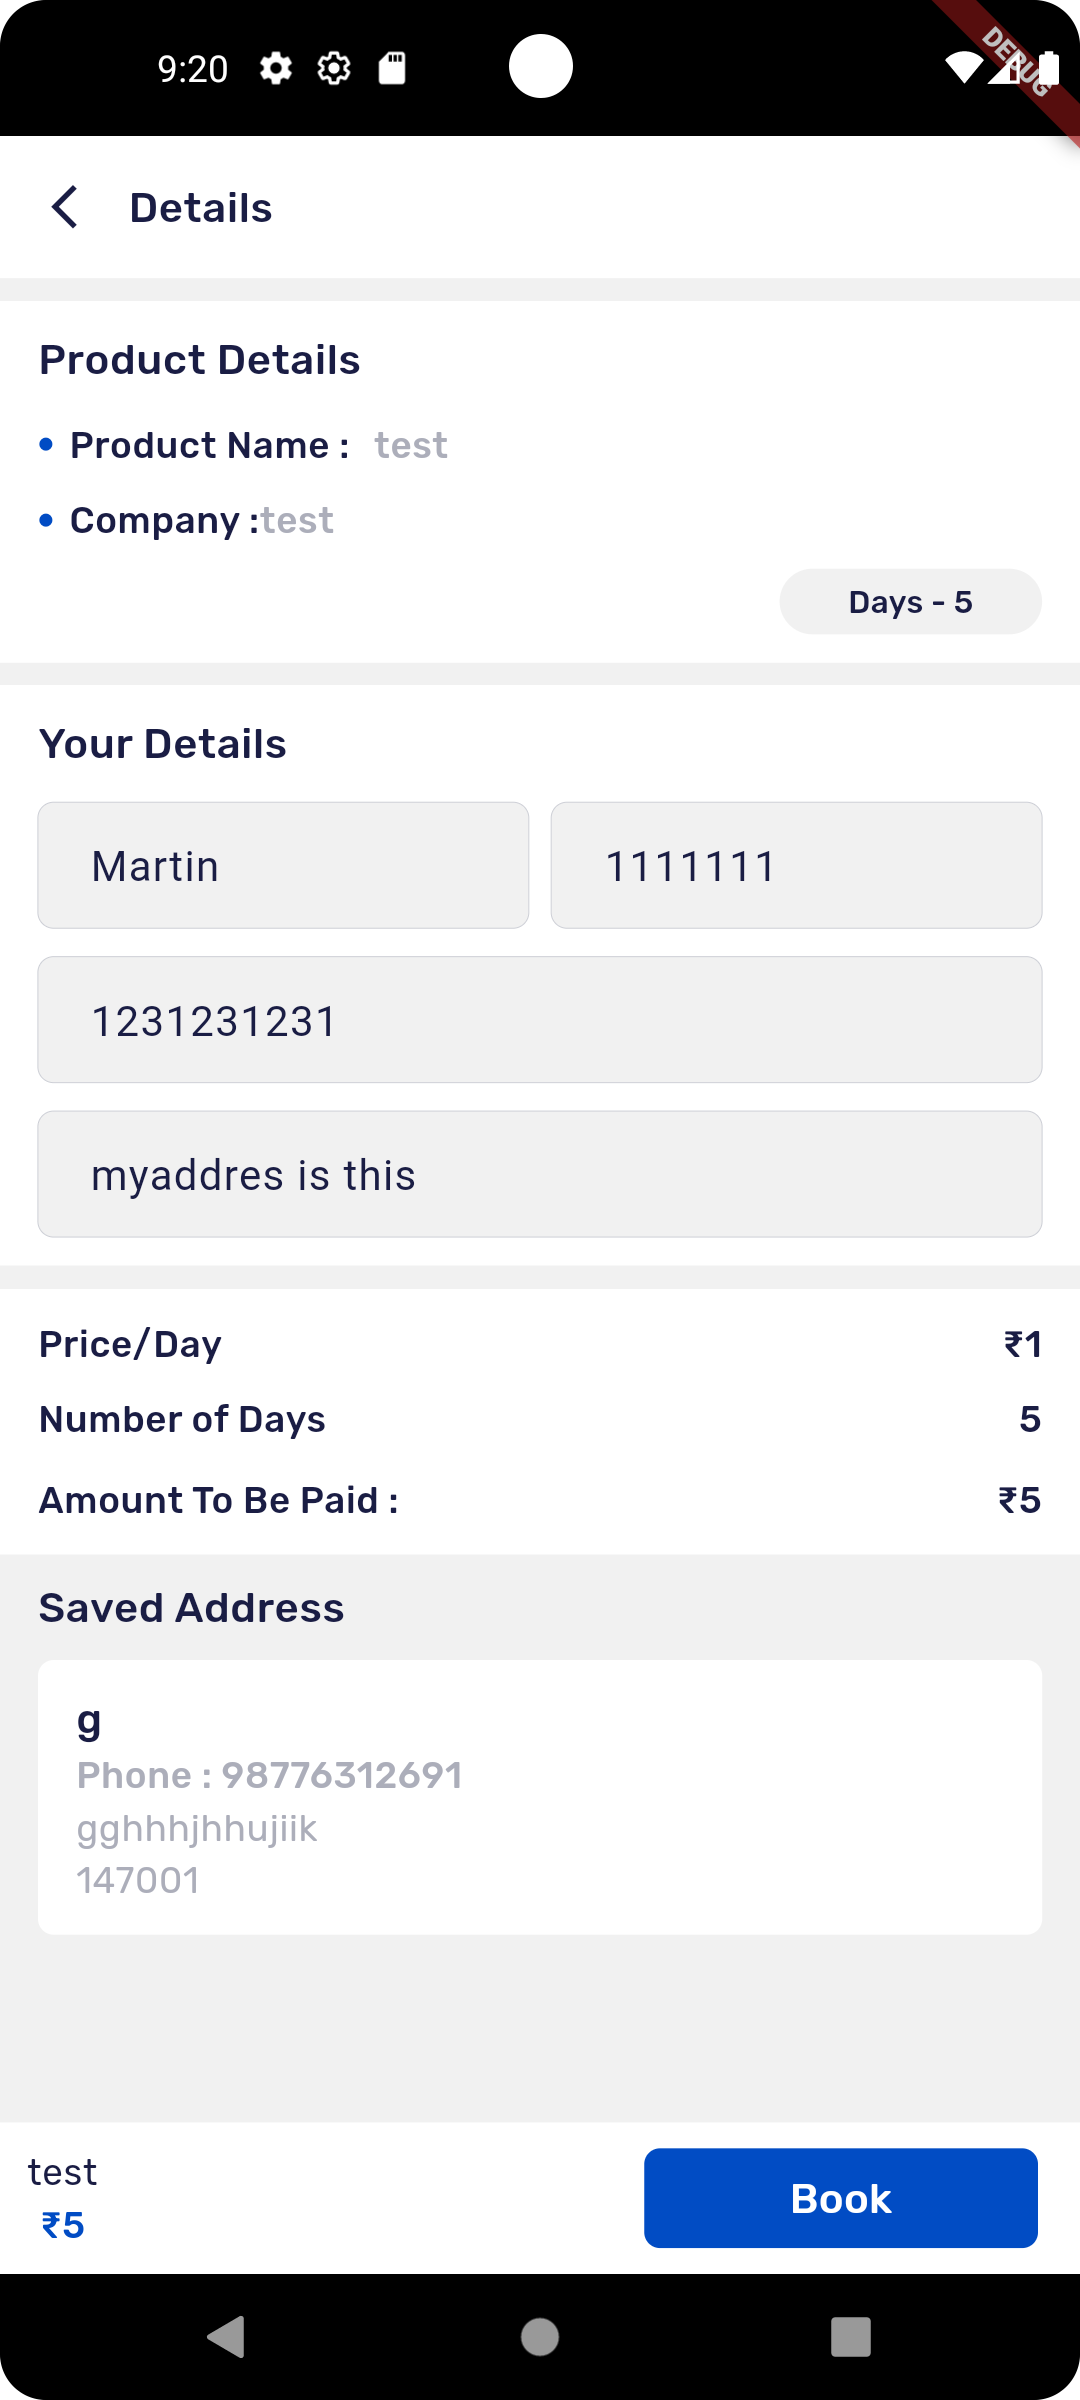 9:20
DEBUG
Details
Product Details
Product Name : test
Company :test
Days - 5
Your Details
Martin 1111111
1231231231
myaddres is this
Price/Day ₹1
Number of Days 5
Amount To Be Paid : ₹5
Saved Address
g
Phone : 98776312691
gghhhjhhujiik
147001
test
₹5
Book